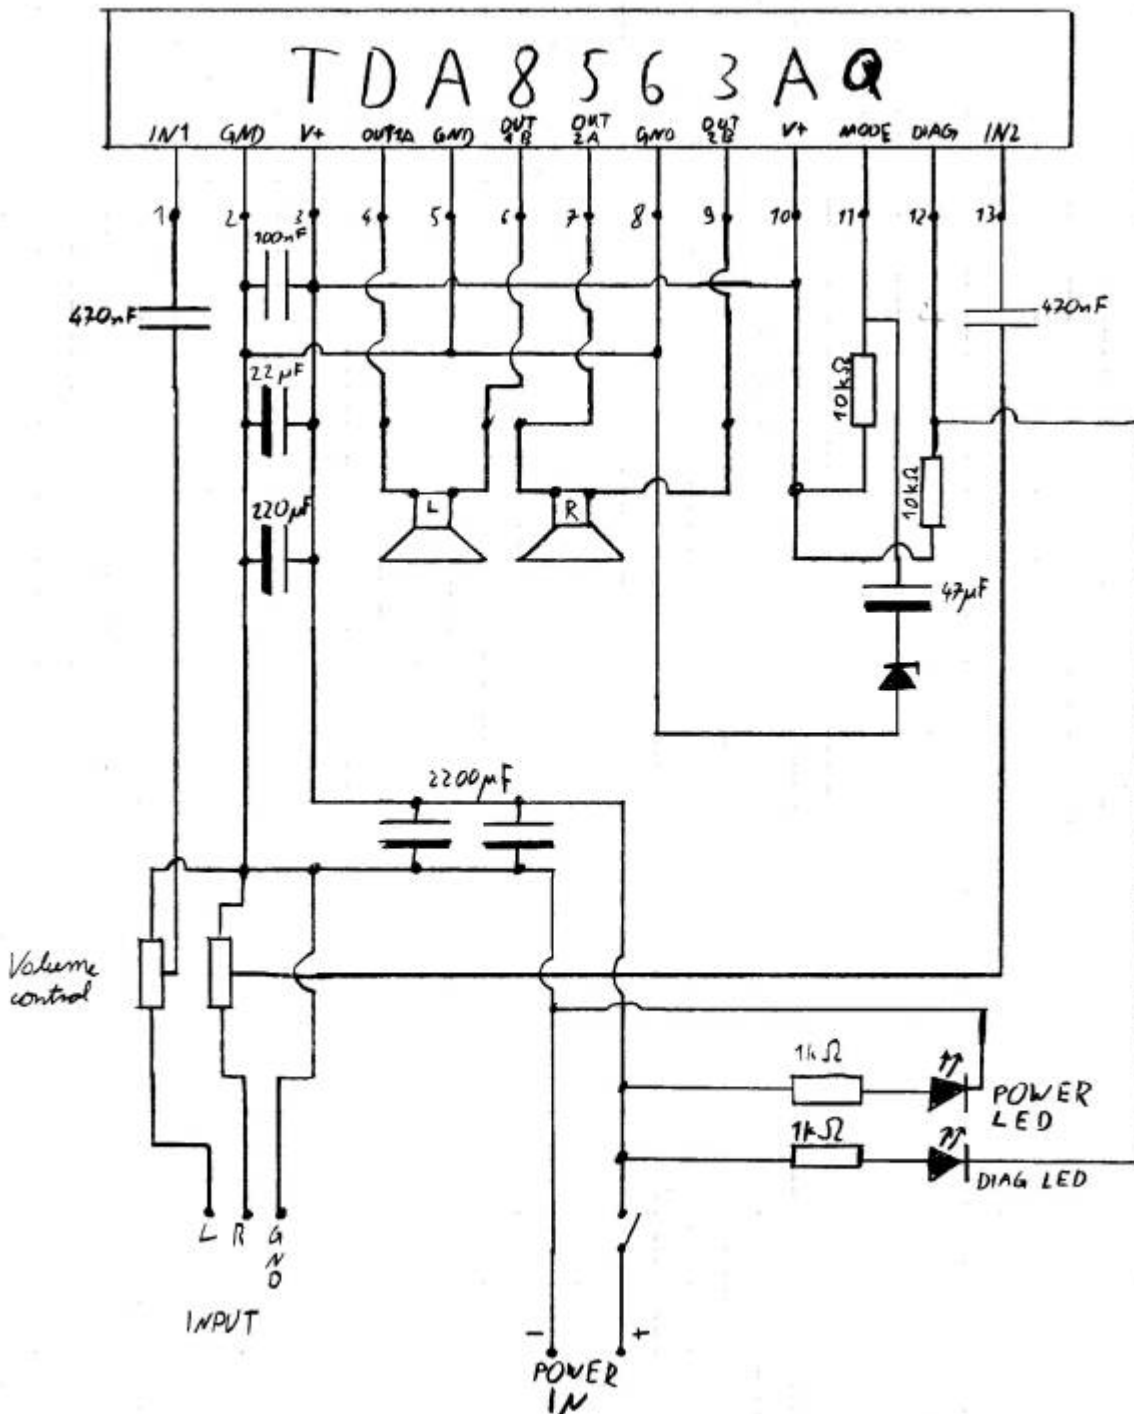 TDA8563AQ
IN1 GND V+ OUT1A GND OUT 1B OUT 2A GND OUT 2B V+ MODE DIAG IN2
1 2 3 4 5 6 7 8 9 10 11 12 13
100nF
470nF
470nF
22µF
10kΩ
10kΩ
220µF
L
R
47µF
2200µF
Volume
control
1kΩ
POWER
LED
1kΩ
DIAG LED
L R GND
INPUT
- +
POWER
IN